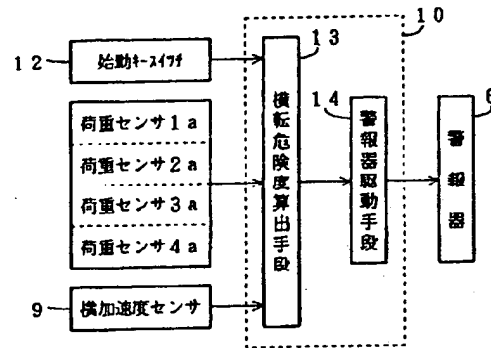 10
12
始動キースイッチ
13
横転危険度算出手段
14
警報器駆動手段
6
警報器
荷重センサ1a
荷重センサ2a
荷重センサ3a
荷重センサ4a
9
横加速度センサ